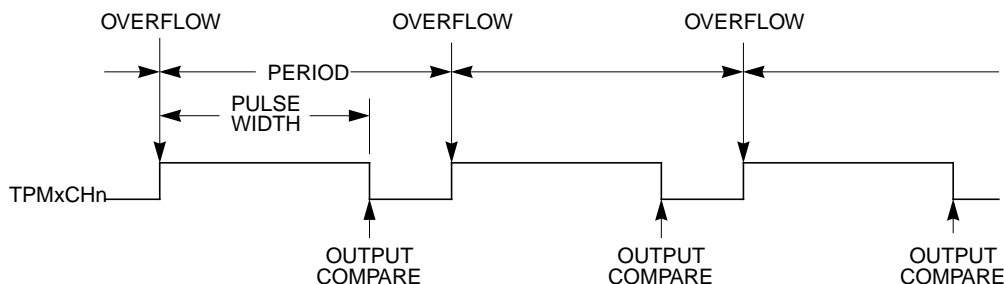 OVERFLOW OVERFLOW OVERFLOW
PERIOD
PULSE
WIDTH
TPMxCHn
OUTPUT
COMPARE
OUTPUT
COMPARE
OUTPUT
COMPARE